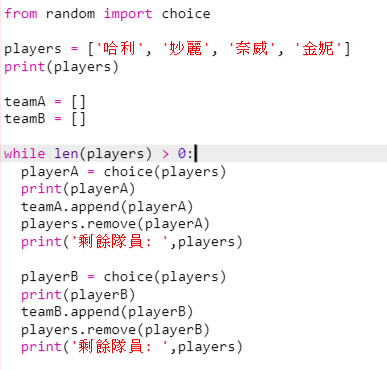 from random import choice
players = ['哈利', '妙麗', '奈威', '金妮']
print(players)
teamA = []
teamB = []
while len(players) > 0:
  playerA = choice(players)
  print(playerA)
  teamA.append(playerA)
  players.remove(playerA)
  print('剩餘隊員: ',players)
  playerB = choice(players)
  print(playerB)
  teamB.append(playerB)
  players.remove(playerB)
  print('剩餘隊員: ',players)